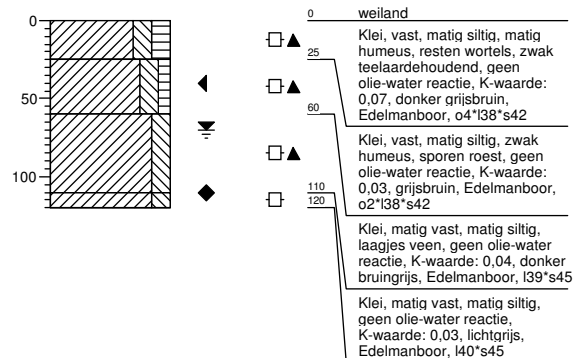 0
50
100
0
weiland
Klei, vast, matig siltig, matig
humeus, resten wortels, zwak
teelaardehoudend, geen
olie-water reactie, K-waarde:
0,07, donker grijsbruin,
Edelmanboor, o4*l38*s42
25
Klei, vast, matig siltig, zwak
humeus, sporen roest, geen
olie-water reactie, K-waarde:
0,03, grijsbruin, Edelmanboor,
o2*l38*s42
60
Klei, matig vast, matig siltig,
laagjes veen, geen olie-water
reactie, K-waarde: 0,04, donker
bruingrijs, Edelmanboor, l39*s45
110
Klei, matig vast, matig siltig,
geen olie-water reactie,
K-waarde: 0,03, lichtgrijs,
Edelmanboor, l40*s45
120